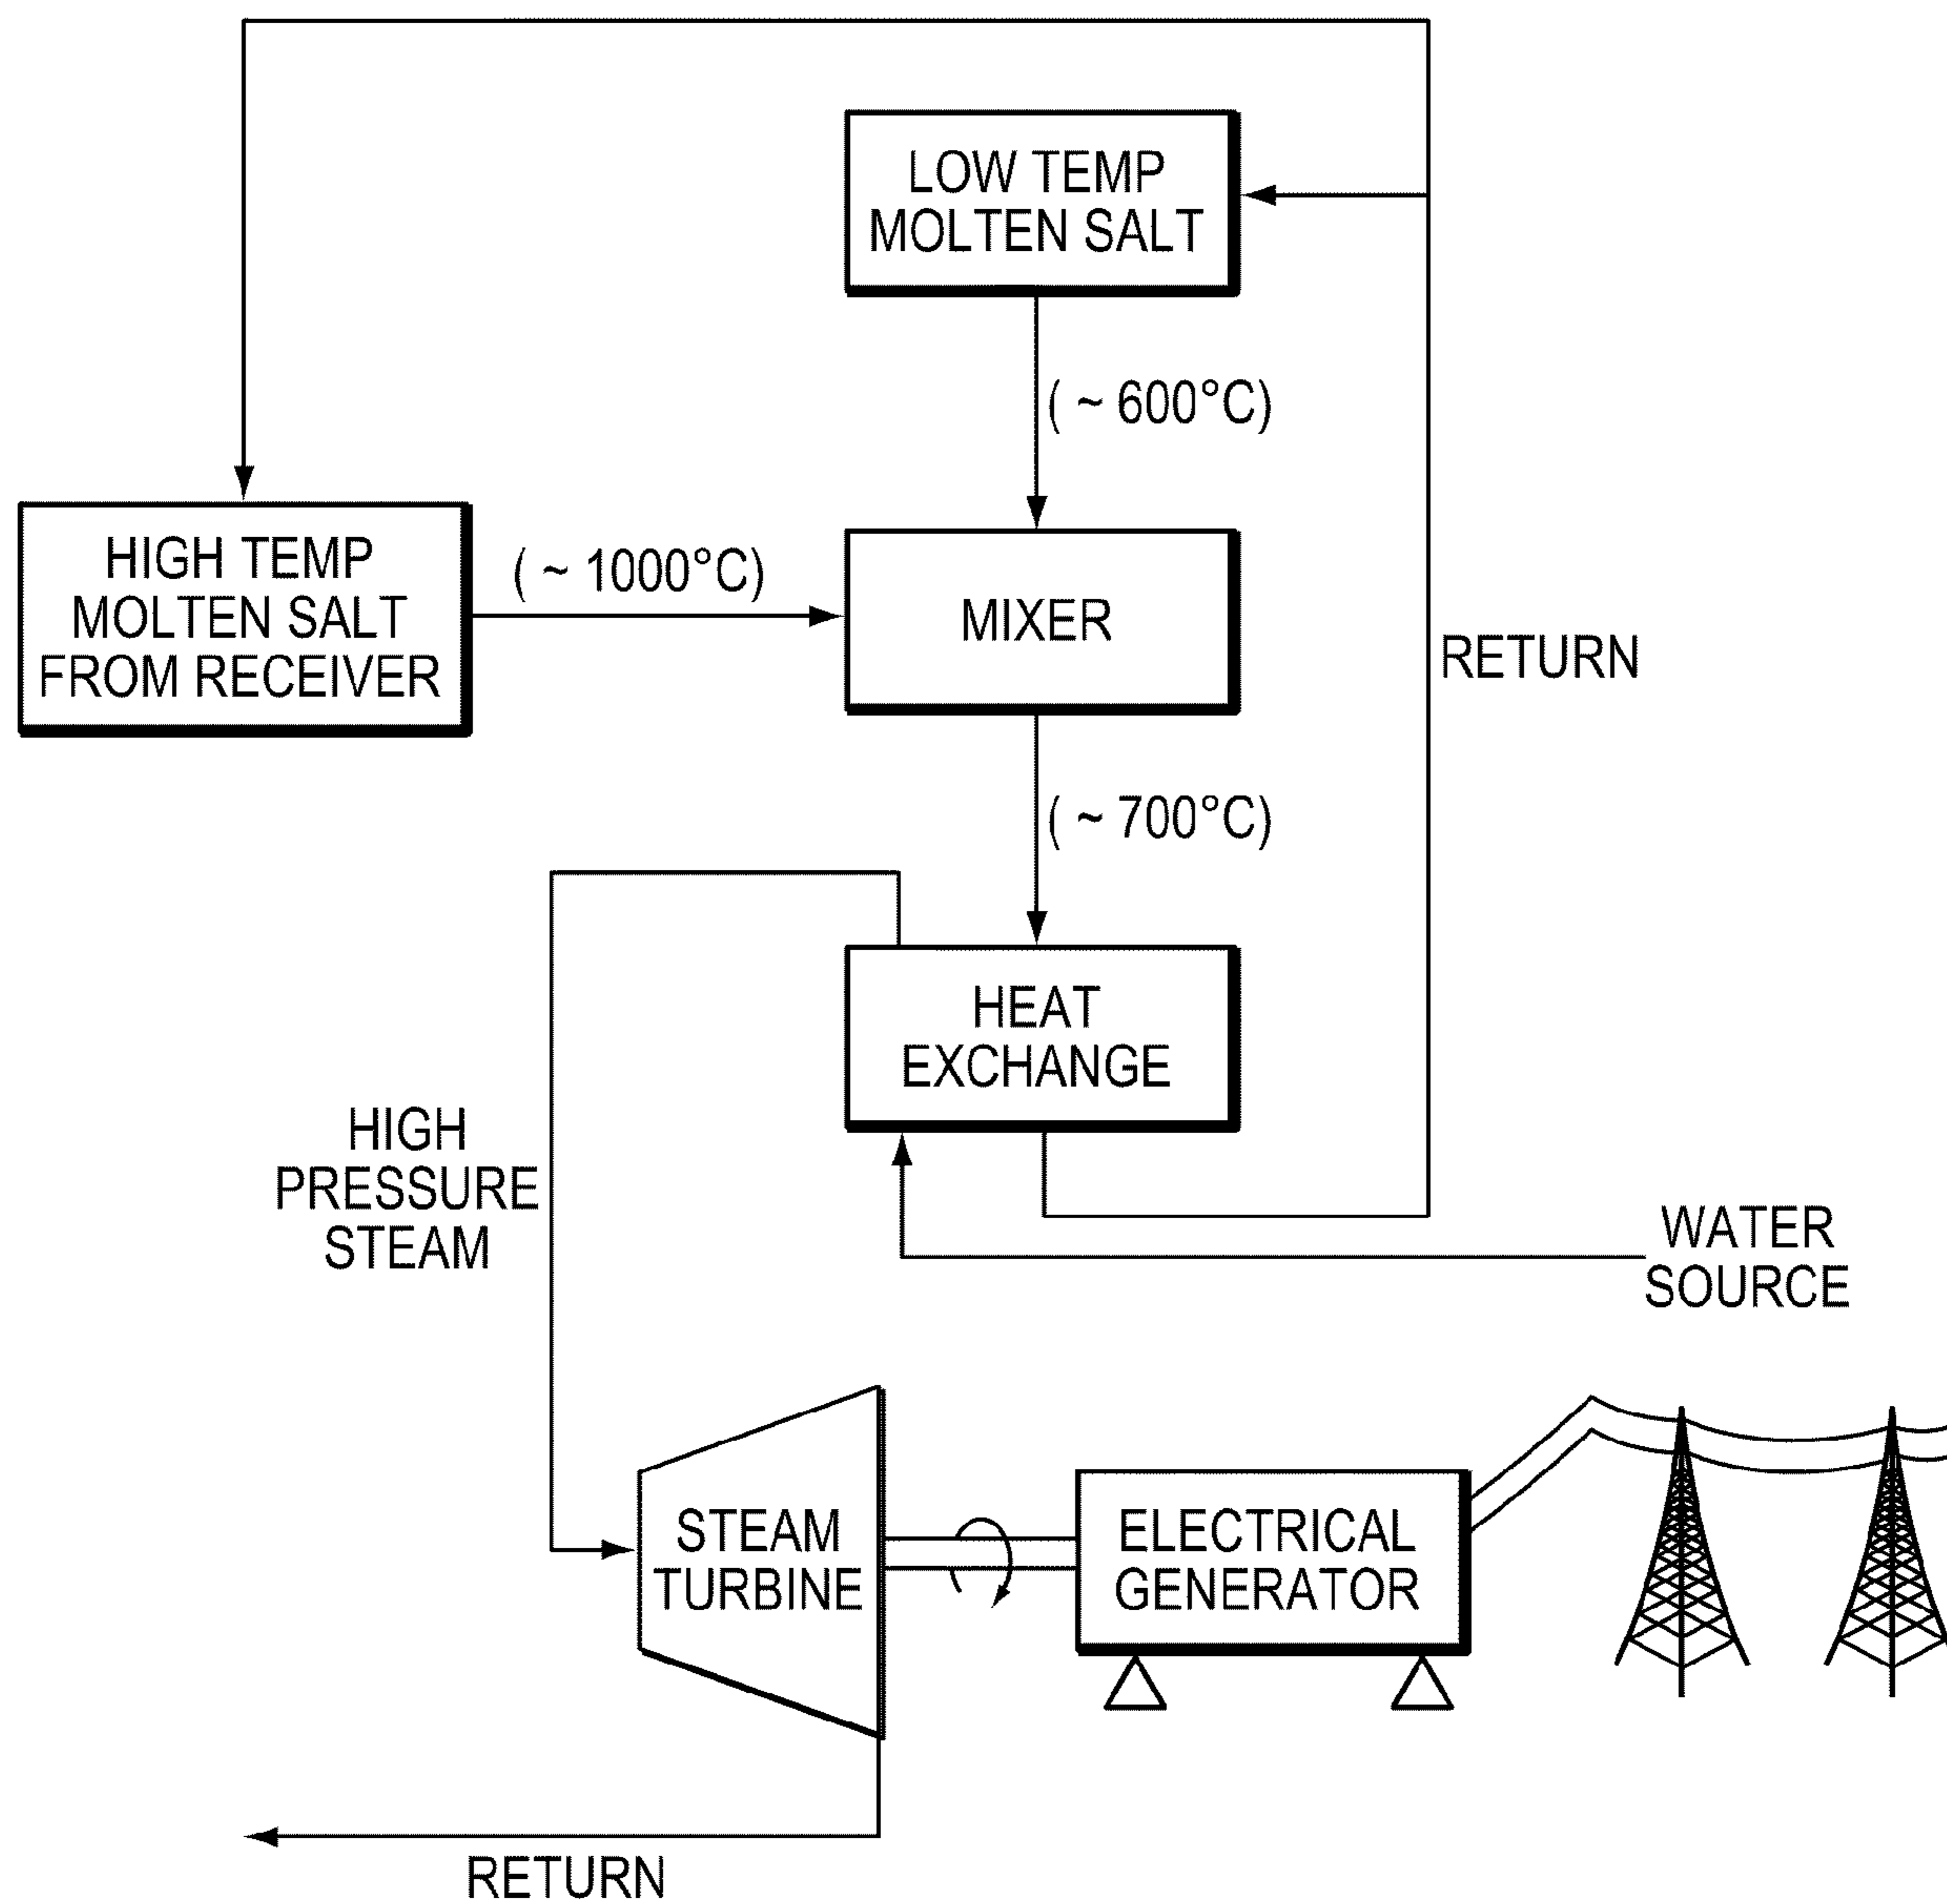 LOW TEMP
MOLTEN SALT
( ~ 600°C)
HIGH TEMP
MOLTEN SALT
FROM RECEIVER
( ~ 1000°C)
MIXER
RETURN
( ~ 700°C)
HEAT
EXCHANGE
HIGH
PRESSURE
STEAM
WATER
SOURCE
STEAM
TURBINE
ELECTRICAL
GENERATOR
RETURN